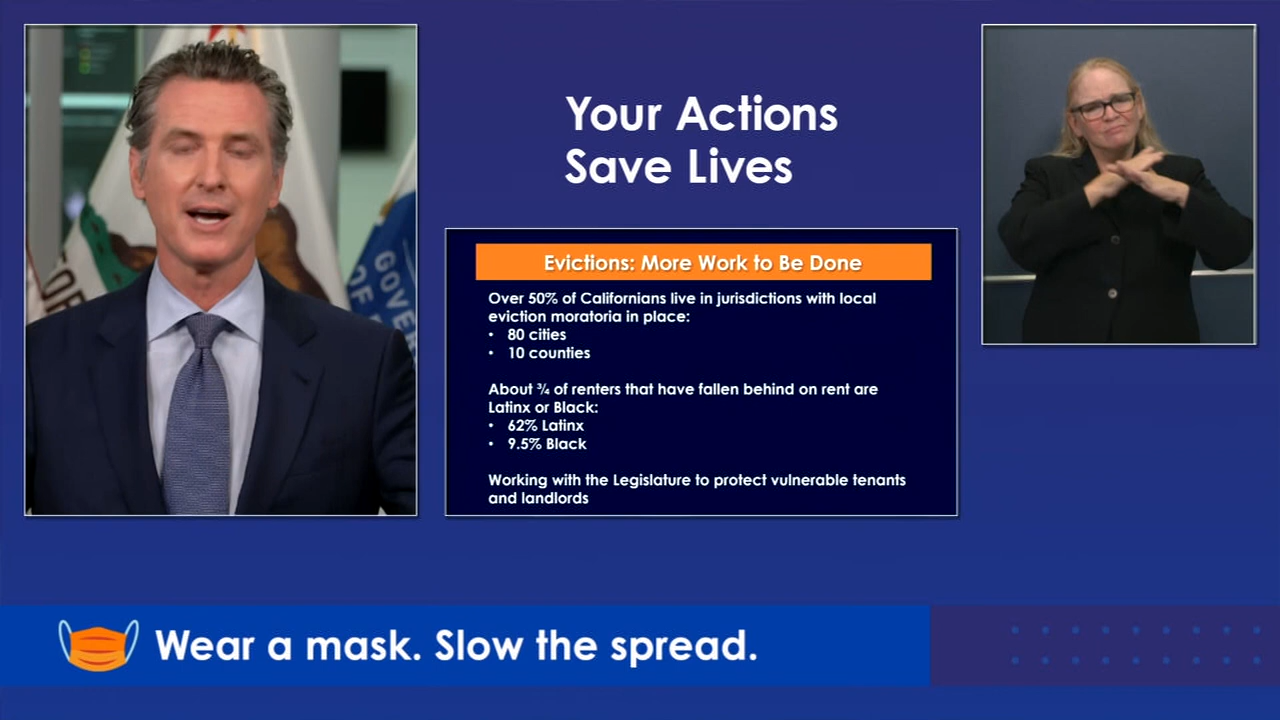 Your Actions
Save Lives
Evictions: More Work to Be Done
Over 50% of Californians live in jurisdictions with local
eviction moratoria in place:
• 80 cities
• 10 counties
About ¾ of renters that have fallen behind on rent are
Latinx or Black:
• 62% Latinx
• 9.5% Black
Working with the Legislature to protect vulnerable tenants
and landlords
Wear a mask. Slow the spread.